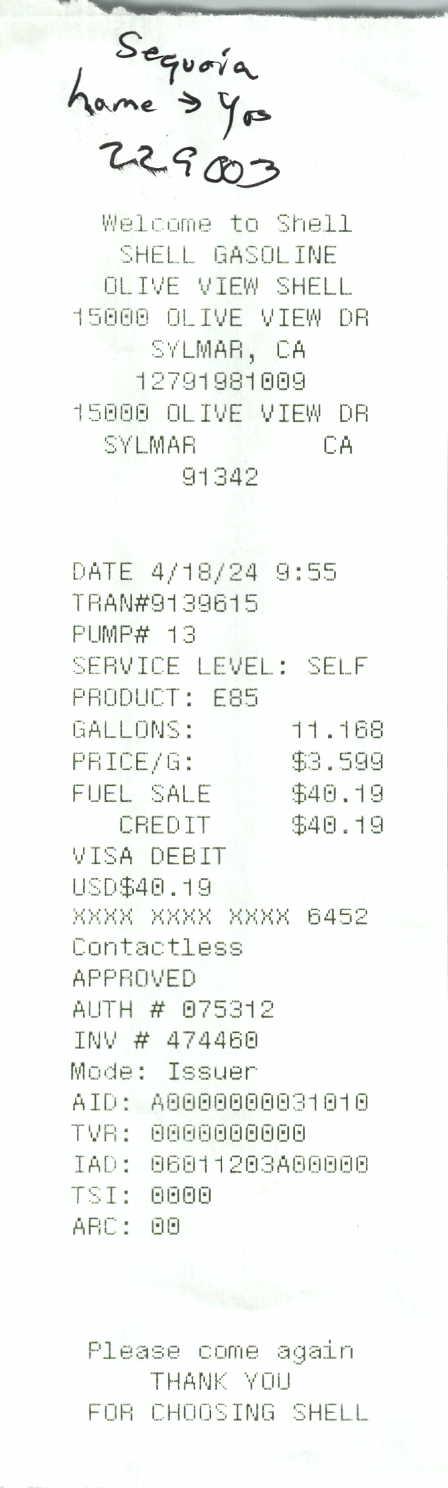 Sequoia
home → Yos
229003
Welcome to Shell
SHELL GASOLINE
OLIVE VIEW SHELL
15000 OLIVE VIEW DR
SYLMAR, CA
12791981009
15000 OLIVE VIEW DR
SYLMAR CA
91342
DATE 4/18/24 9:55
TRAN#9139615
PUMP# 13
SERVICE LEVEL: SELF
PRODUCT: E85
GALLONS: 11.168
PRICE/G: $3.599
FUEL SALE $40.19
CREDIT $40.19
VISA DEBIT
USD$40.19
XXXX XXXX XXXX 6452
Contactless
APPROVED
AUTH # 075312
INV # 474460
Mode: Issuer
AID: A0000000031010
TVR: 0000000000
IAD: 06011203A00000
TSI: 0000
ARC: 00
Please come again
THANK YOU
FOR CHOOSING SHELL